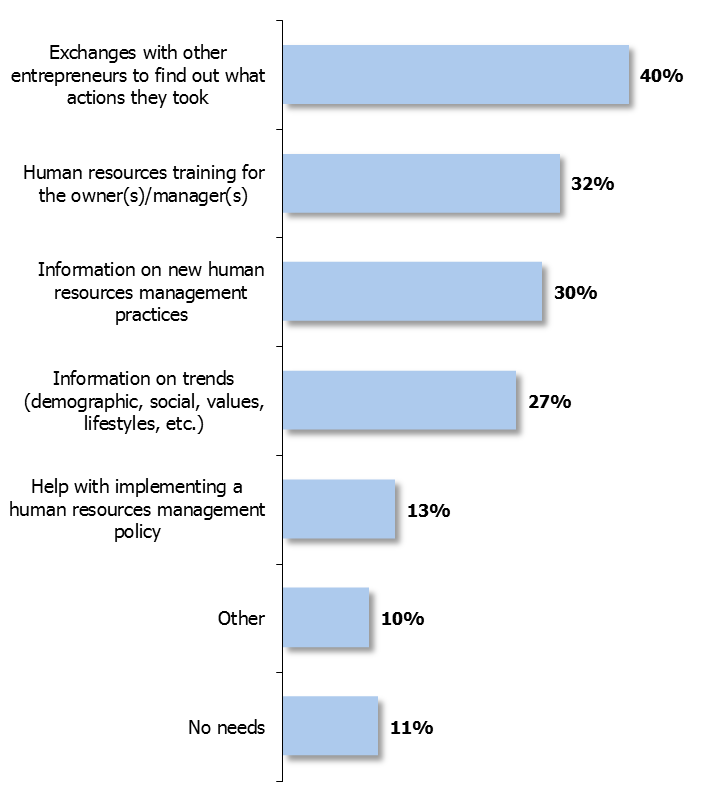 Exchanges with other
entrepreneurs to find out what
actions they took
40%
Human resources training for
the owner(s)/manager(s)
32%
Information on new human
resources management
practices
30%
Information on trends
(demographic, social, values,
lifestyles, etc.)
27%
Help with implementing a
human resources management
policy
13%
Other
10%
No needs
11%